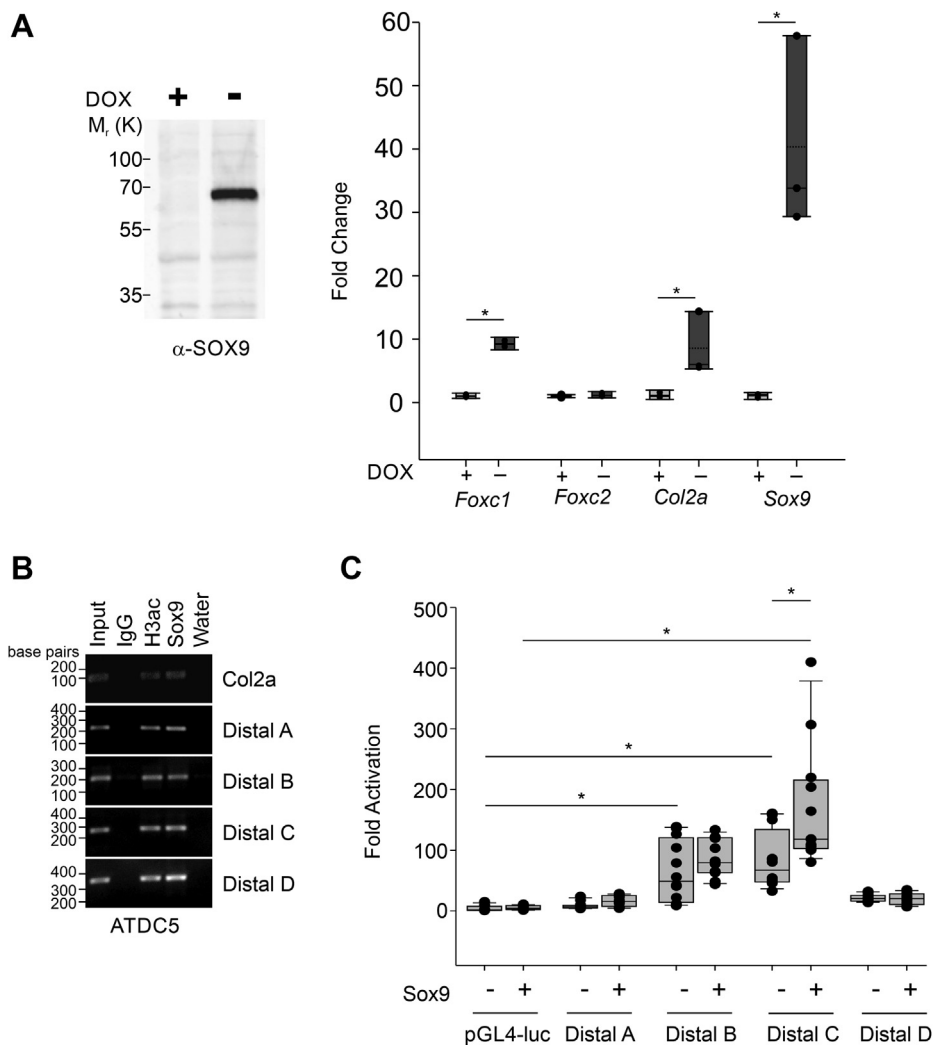 A
DOX + -
Mr (K)
100
70
55
35
α-SOX9
Fold Change
60
50
40
30
20
10
0
* * *
DOX + − + − + − + −
Foxc1 Foxc2 Col2a Sox9
B
Input IgG H3ac Sox9 Water
base pairs
200
100
Col2a
400
300
200
100
Distal A
300
200
100
Distal B
400
300
200
Distal C
400
300
200
Distal D
ATDC5
C
Fold Activation
500
400
300
200
100
0
*
*
*
*
Sox9 - + - + - + - + - +
pGL4-luc Distal A Distal B Distal C Distal D